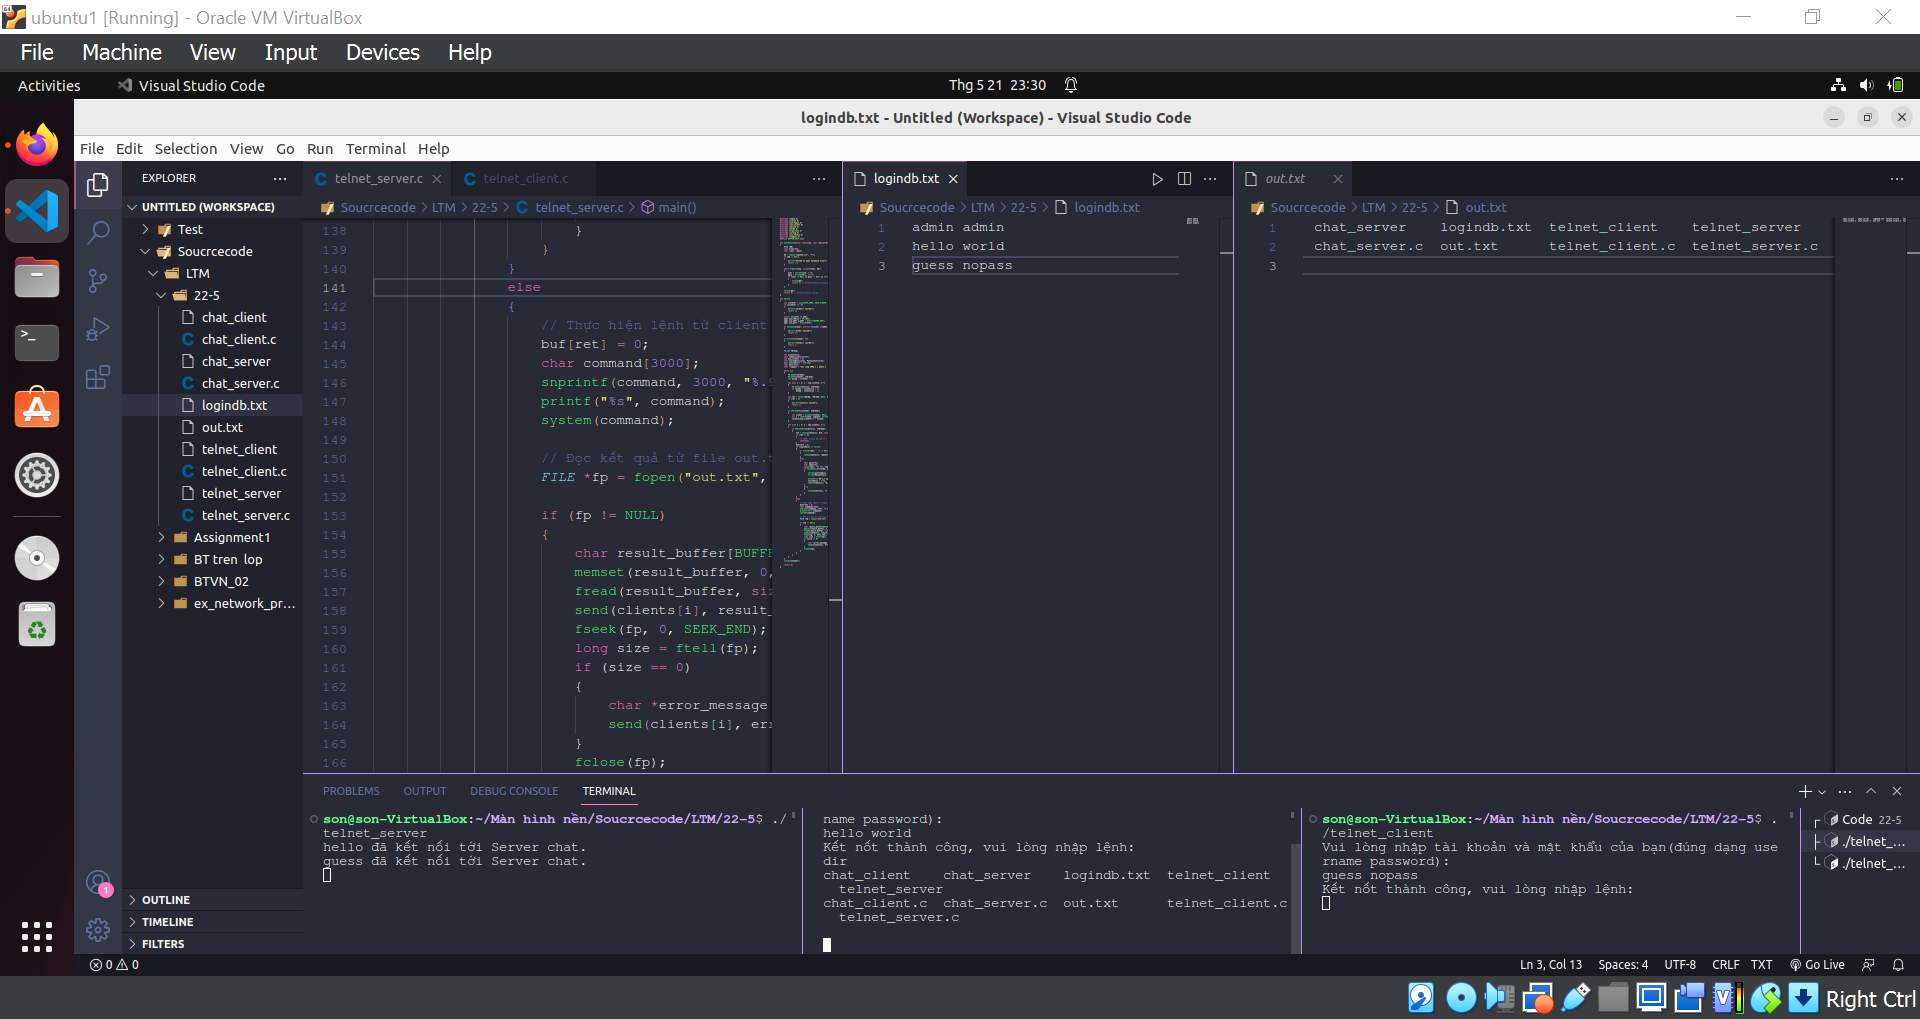 ubuntu1 [Running] - Oracle VM VirtualBox
File Machine View Input Devices Help
Activities Visual Studio Code Thg 5 21 23:30
logindb.txt - Untitled (Workspace) - Visual Studio Code
File Edit Selection View Go Run Terminal Help
EXPLORER
UNTITLED (WORKSPACE)
Test
Soucrcecode
LTM
22-5
chat_client
chat_client.c
chat_server
chat_server.c
logindb.txt
out.txt
telnet_client
telnet_client.c
telnet_server
telnet_server.c
Assignment1
BT tren lop
BTVN_02
ex_network_pr...
OUTLINE
TIMELINE
FILTERS
telnet_server.c telnet_client.c
Soucrcecode > LTM > 22-5 > telnet_server.c > main()
138 }
139 }
140 }
141 else
142 {
143 // Thực hiện lệnh từ client
144 buf[ret] = 0;
145 char command[3000];
146 snprintf(command, 3000, "%.
147 printf("%s", command);
148 system(command);
149
150 // Đọc kết quả từ file out.
151 FILE *fp = fopen("out.txt",
152
153 if (fp != NULL)
154 {
155 char result_buffer[BUFF
156 memset(result_buffer, 0,
157 fread(result_buffer, si
158 send(clients[i], result_
159 fseek(fp, 0, SEEK_END);
160 long size = ftell(fp);
161 if (size == 0)
162 {
163 char *error_message
164 send(clients[i], er
165 }
166 fclose(fp);
logindb.txt
Soucrcecode > LTM > 22-5 > logindb.txt
1 admin admin
2 hello world
3 guess nopass
out.txt
Soucrcecode > LTM > 22-5 > out.txt
1 chat_server logindb.txt telnet_client telnet_server
2 chat_server.c out.txt telnet_client.c telnet_server.c
3
PROBLEMS OUTPUT DEBUG CONSOLE TERMINAL
son@son-VirtualBox:~/Màn hình nền/Soucrcecode/LTM/22-5$ ./
telnet_server
hello đã kết nối tới Server chat.
guess đã kết nối tới Server chat.
name password):
hello world
Kết nốt thành công, vui lòng nhập lệnh:
dir
chat_client chat_server logindb.txt telnet_client
telnet_server
chat_client.c chat_server.c out.txt telnet_client.c
telnet_server.c
son@son-VirtualBox:~/Màn hình nền/Soucrcecode/LTM/22-5$ .
/telnet_client
Vui lòng nhập tài khoản và mật khẩu của bạn(đúng dạng use
rname password):
guess nopass
Kết nốt thành công, vui lòng nhập lệnh:
Code 22-5
./telnet_...
./telnet_...
1
0 0 Ln 3, Col 13 Spaces: 4 UTF-8 CRLF TXT Go Live
Right Ctrl